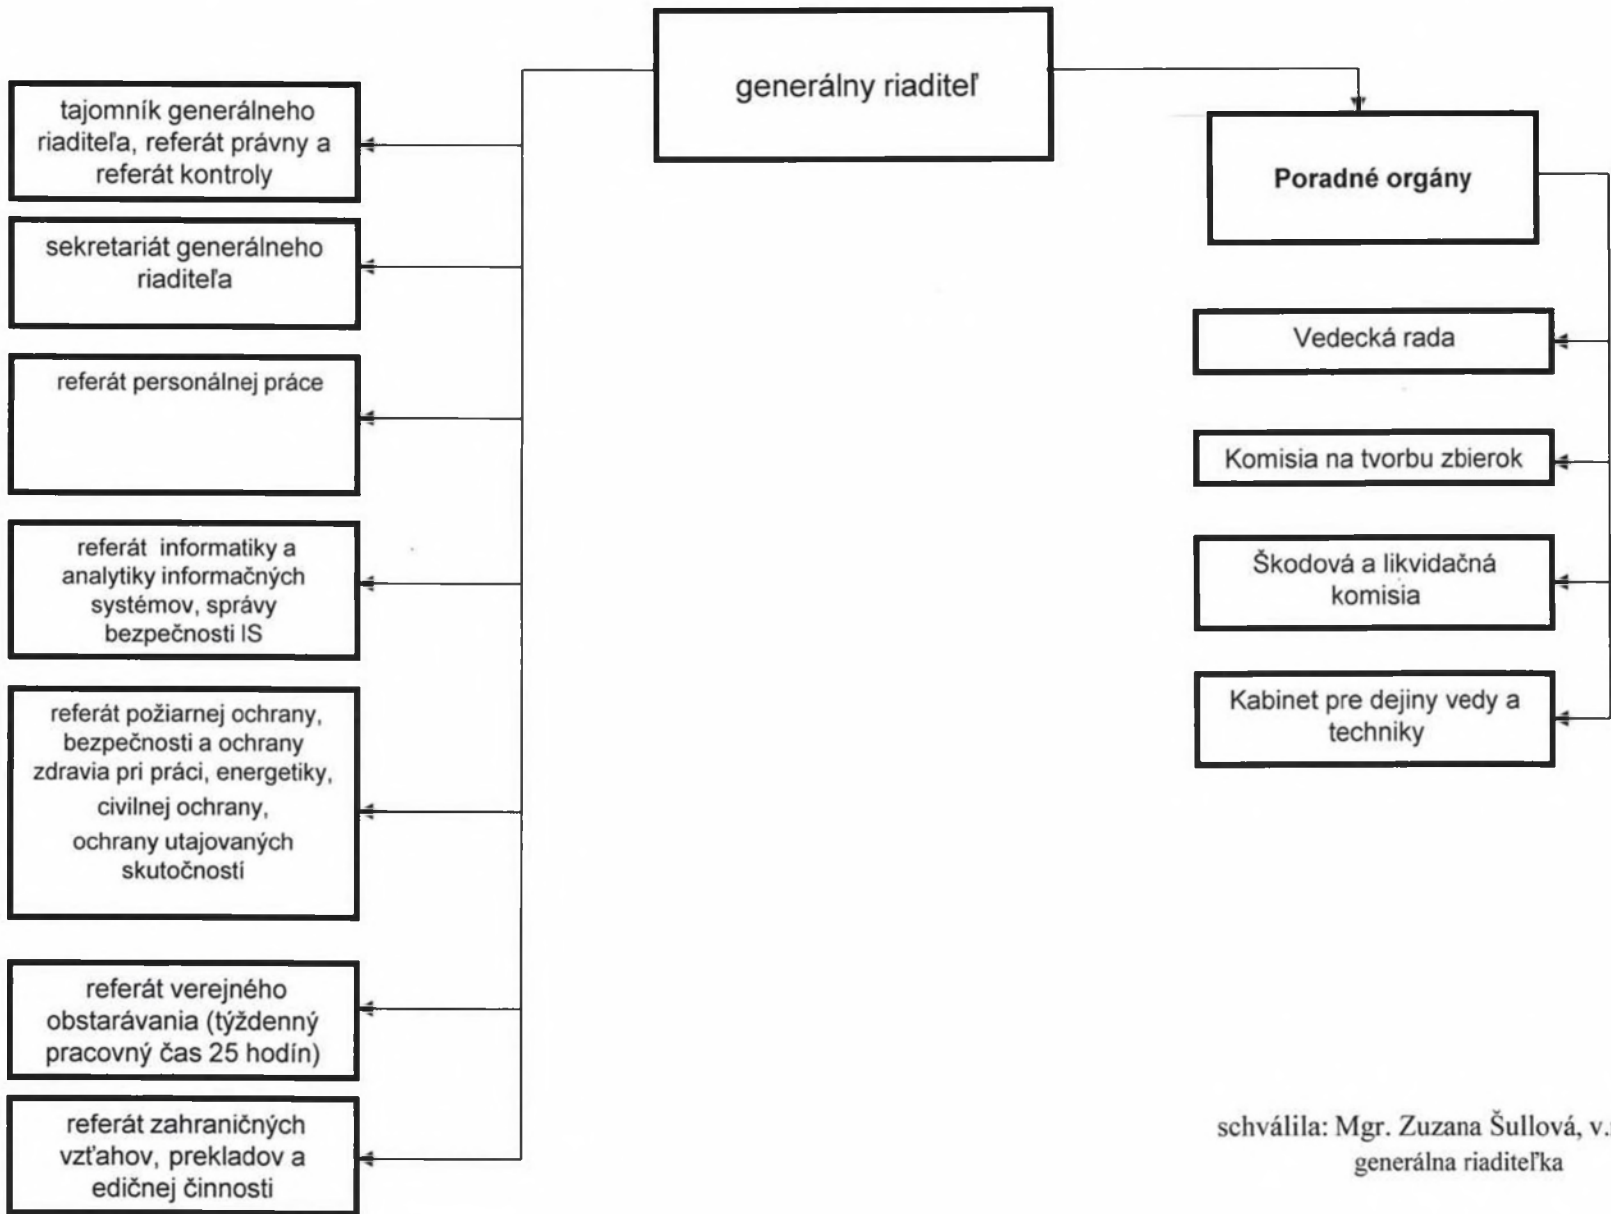 generálny riaditeľ
tajomník generálneho
riaditeľa, referát právny a
referát kontroly
sekretariát generálneho
riaditeľa
referát personálnej práce
referát informatiky a
analytiky informačných
systémov, správy
bezpečnosti IS
referát požiarnej ochrany,
bezpečnosti a ochrany
zdravia pri práci, energetiky,
civilnej ochrany,
ochrany utajovaných
skutočností
referát verejného
obstarávania (týždenný
pracovný čas 25 hodín)
referát zahraničných
vzťahov, prekladov a
edičnej činnosti
Poradné orgány
Vedecká rada
Komisia na tvorbu zbierok
Škodová a likvidačná
komisia
Kabinet pre dejiny vedy a
techniky
schválila: Mgr. Zuzana Šullová,
generálna riaditeľka